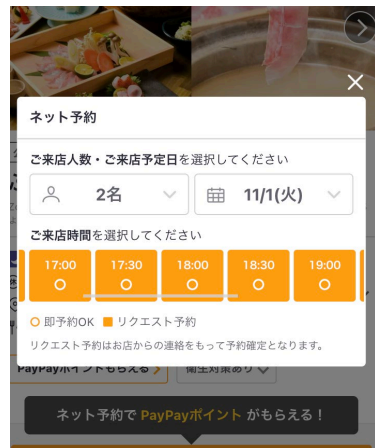 ネット予約
ご来店人数・ご来店予定日を選択してください
2名 11/1(火)
ご来店時間を選択してください
17:00 17:30 18:00 18:30 19:00
即予約OK リクエスト予約
リクエスト予約はお店からの連絡をもって予約確定となります。
PayPayポイントもらえる 衛生対策あり
ネット予約で PayPayポイント がもらえる！